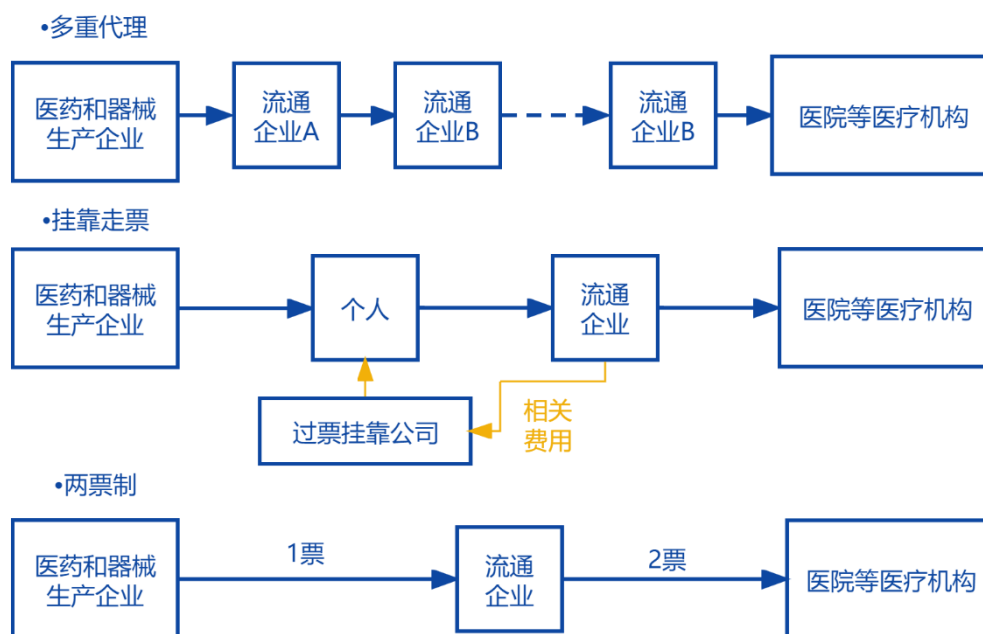 •多重代理
医药和器械
生产企业
流通
企业A
流通
企业B
流通
企业B
医院等医疗机构
•挂靠走票
医药和器械
生产企业
个人
流通
企业
医院等医疗机构
过票挂靠公司
相关
费用
•两票制
医药和器械
生产企业
1票
流通
企业
2票
医院等医疗机构